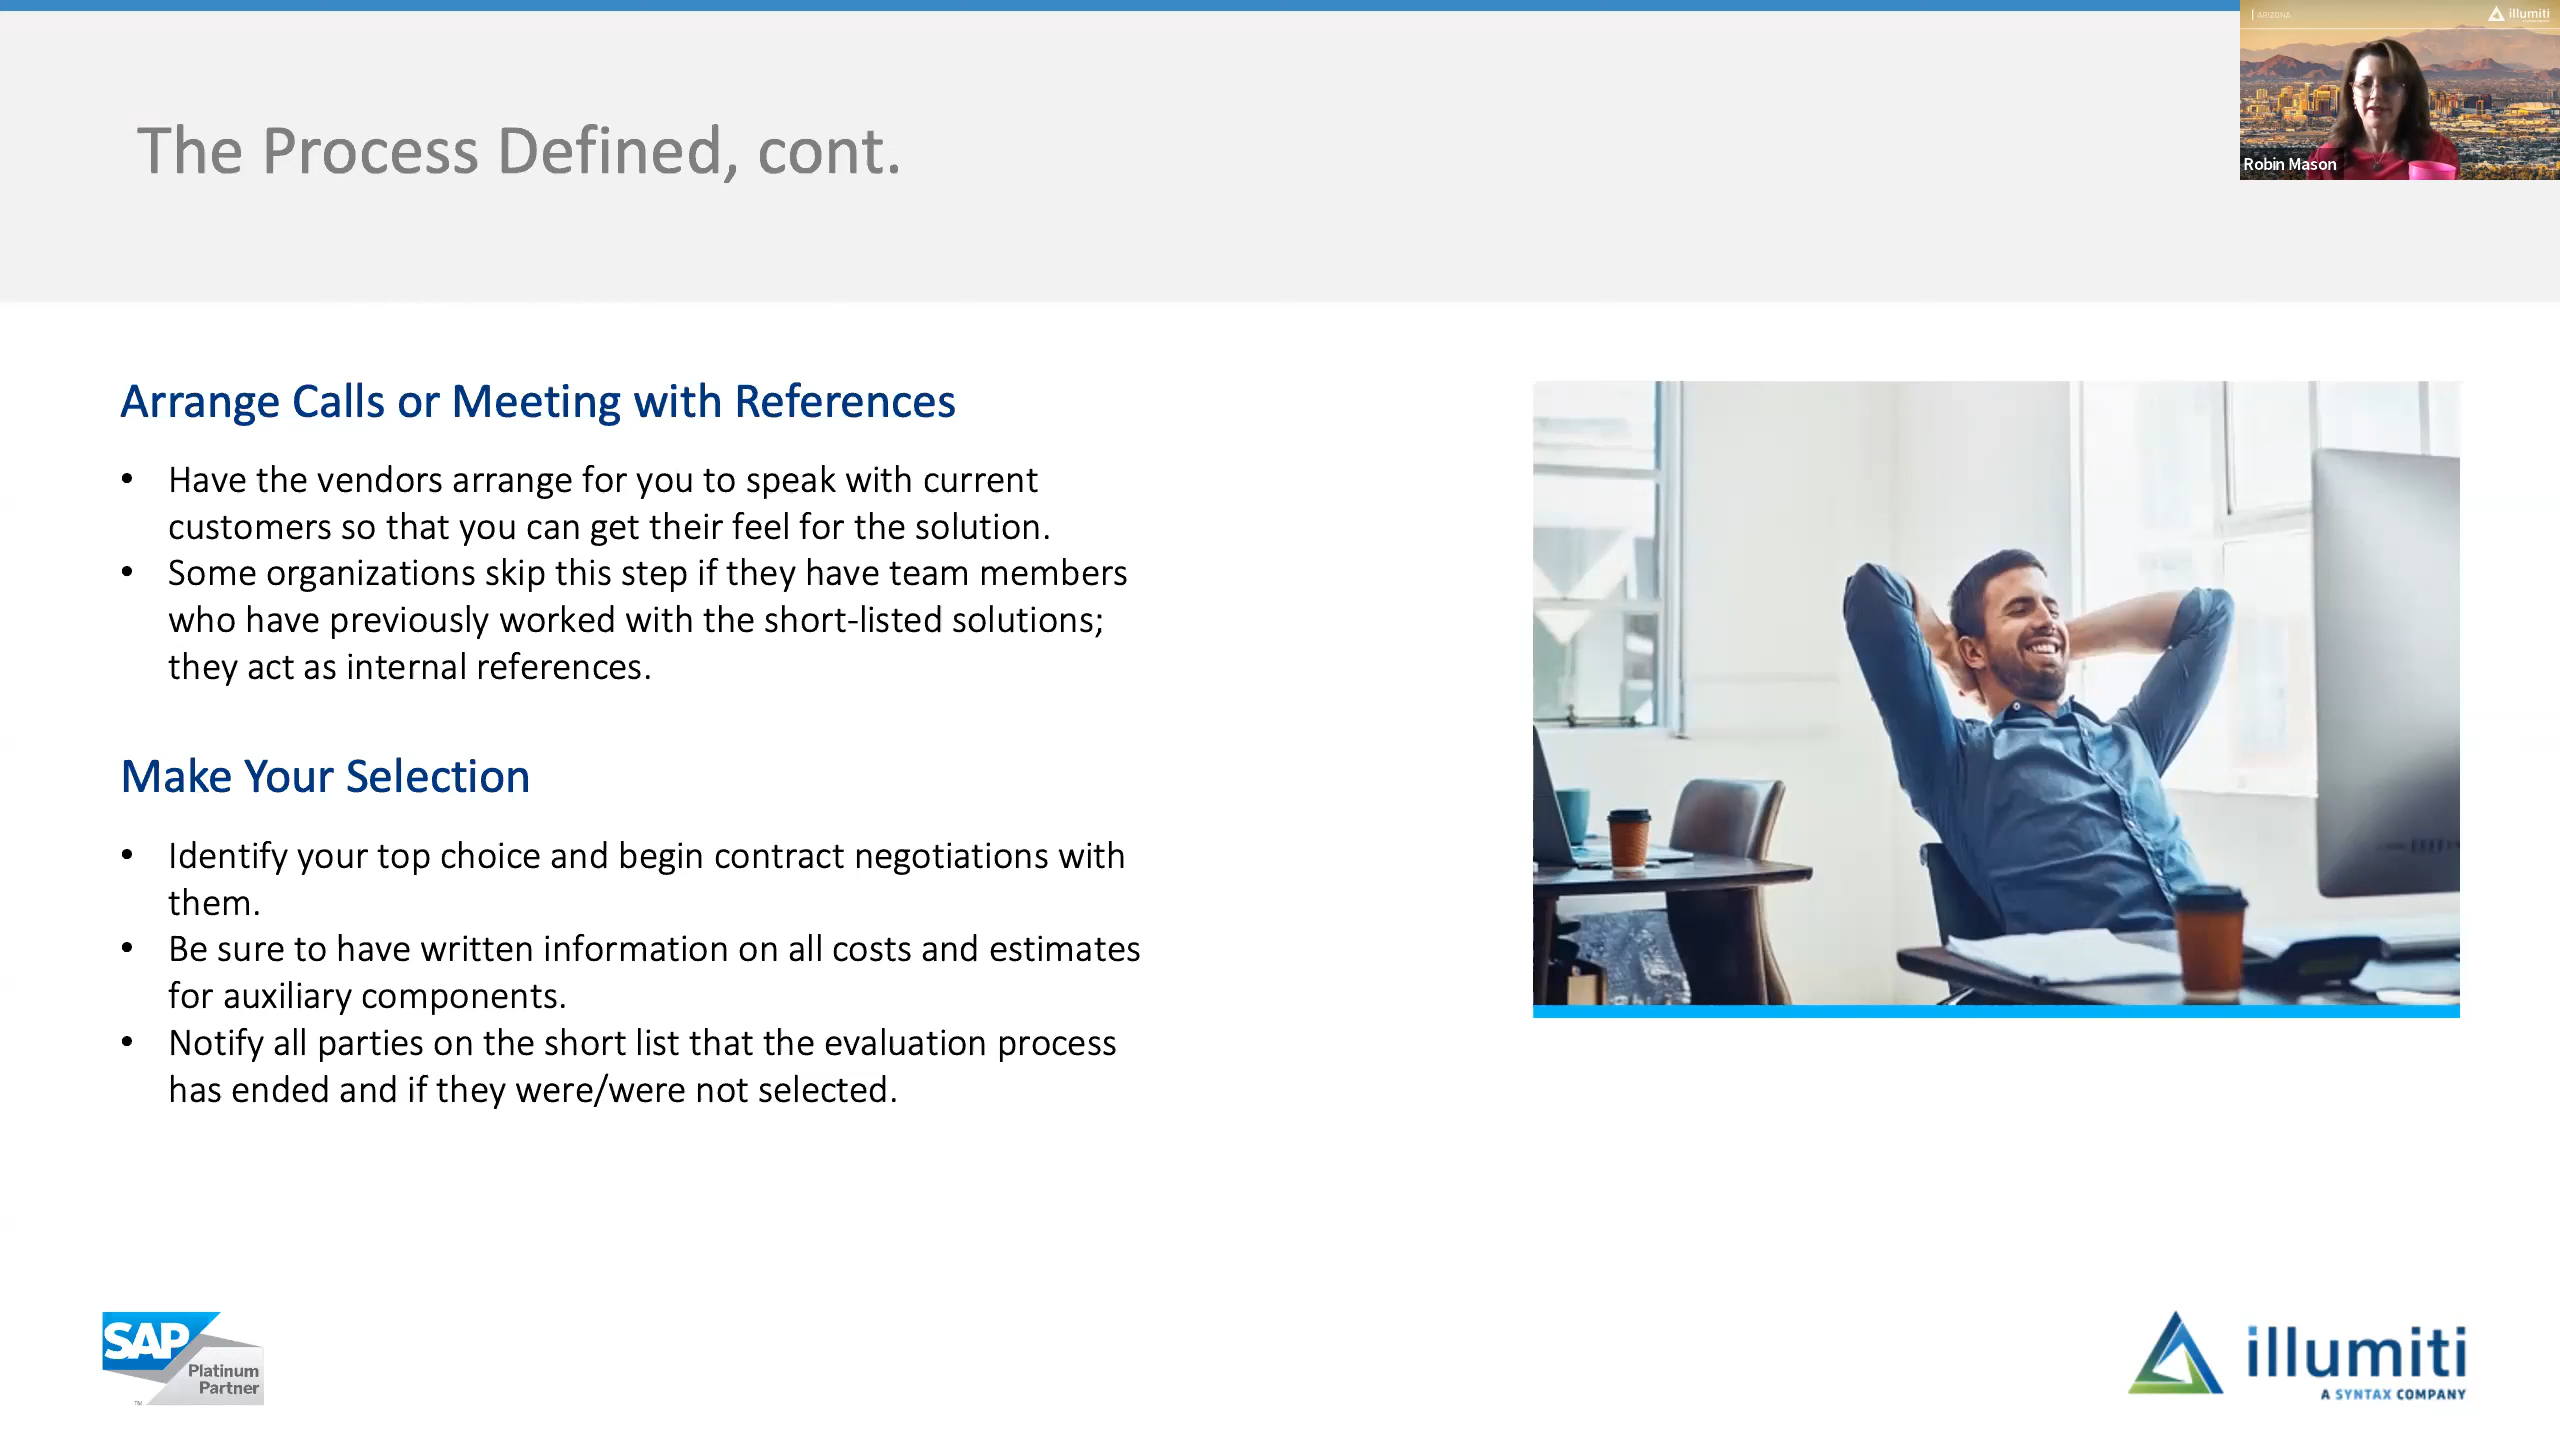 | ARIZONA
illumiti
Robin Mason
The Process Defined, cont.
Arrange Calls or Meeting with References
• Have the vendors arrange for you to speak with current
customers so that you can get their feel for the solution.
• Some organizations skip this step if they have team members
who have previously worked with the short-listed solutions;
they act as internal references.
Make Your Selection
• Identify your top choice and begin contract negotiations with
them.
• Be sure to have written information on all costs and estimates
for auxiliary components.
• Notify all parties on the short list that the evaluation process
has ended and if they were/were not selected.
SAP
Platinum
Partner
TM
illumiti
A SYNTAX COMPANY